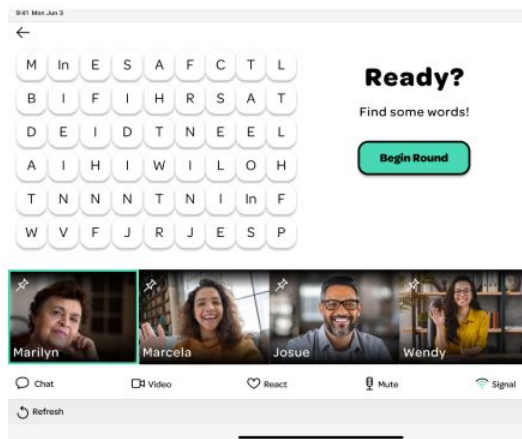 9:41 Mon Jun 3
M In E S A F C T L
B I F I H R S A T
D E I D T N E E L
A I H I W I L O H
T N N N T N I In F
W V F J R J E S P
Ready?
Find some words!
Begin Round
Marilyn
Marcela
Josue
Wendy
Chat
Video
React
Mute
Signal
Refresh